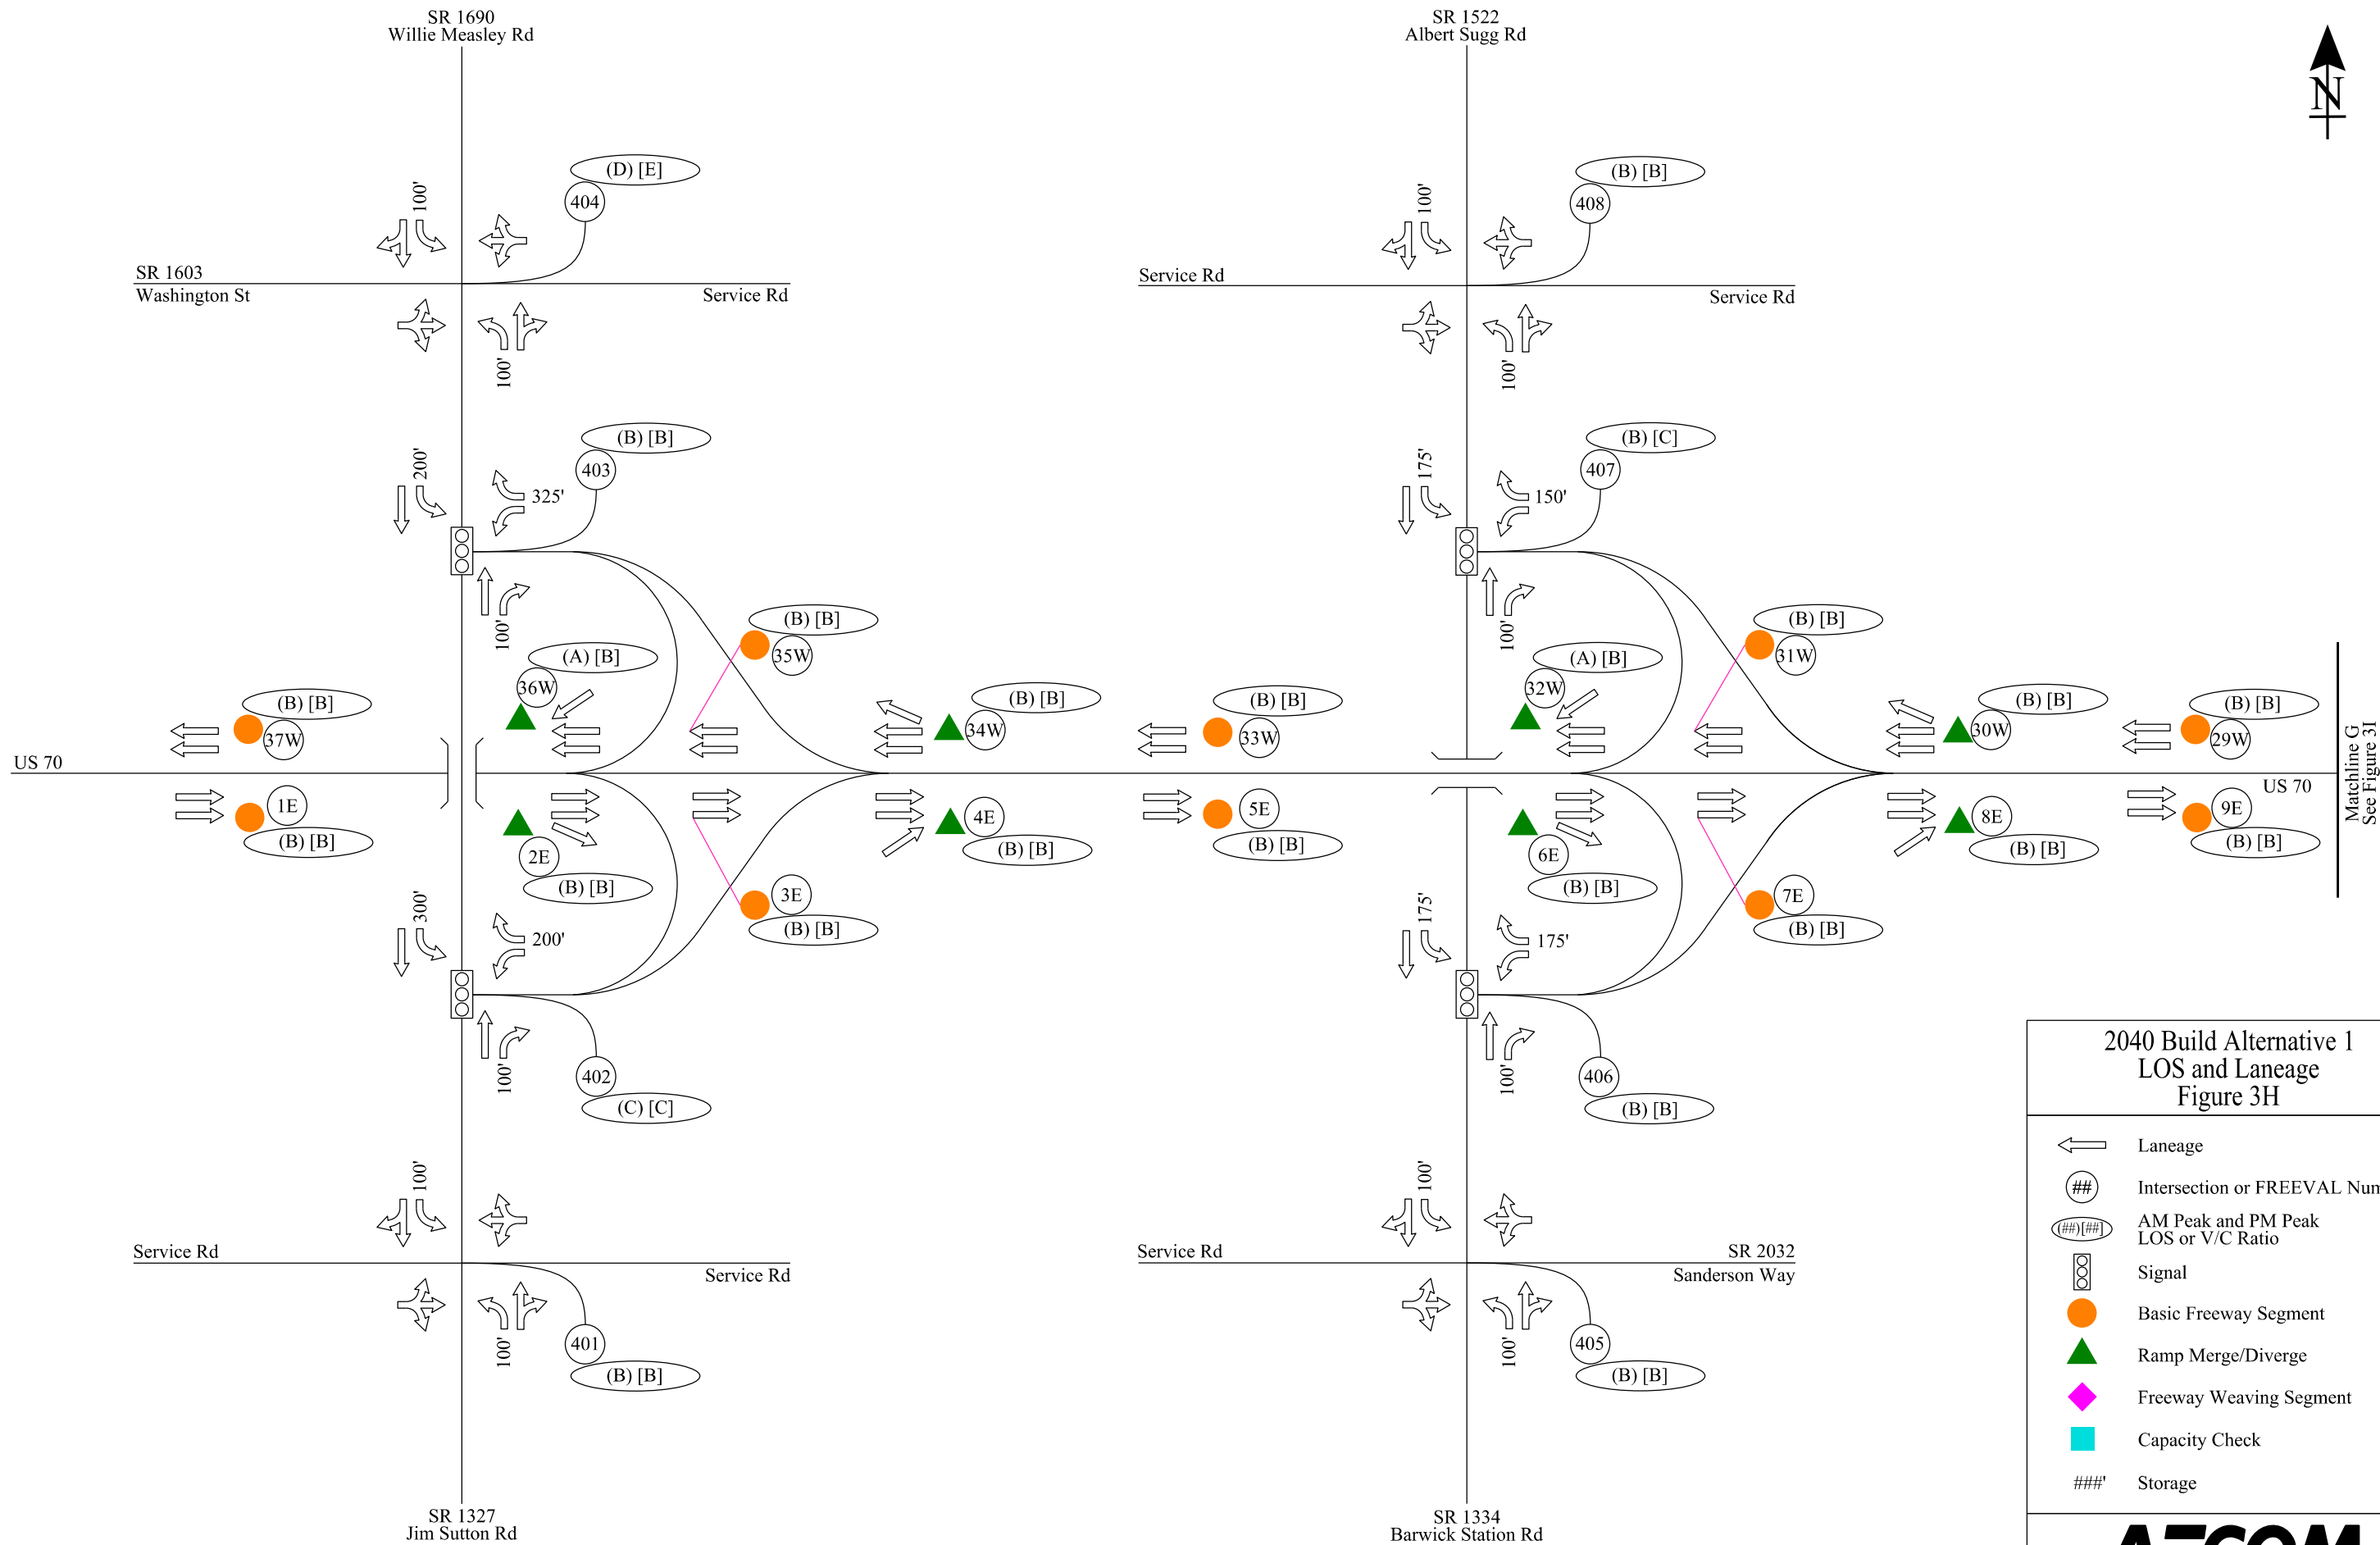 SR 1690
Willie Measley Rd
SR 1522
Albert Sugg Rd
N
(D) [E]
404
100'
(B) [B]
408
100'
SR 1603
Washington St
Service Rd
100'
Service Rd
Service Rd
100'
(B) [B]
403
200'
325'
100'
(B) [C]
407
175'
150'
100'
(B) [B]
35W
(A) [B]
36W
(B) [B]
37W
(B) [B]
34W
(B) [B]
33W
(A) [B]
32W
(B) [B]
31W
(B) [B]
30W
(B) [B]
29W
US 70
US 70
Matchline G
See Figure 3I
1E
(B) [B]
2E
(B) [B]
3E
(B) [B]
4E
(B) [B]
5E
(B) [B]
6E
(B) [B]
7E
(B) [B]
8E
(B) [B]
9E
(B) [B]
300'
200'
100'
402
(C) [C]
175'
175'
100'
406
(B) [B]
100'
Service Rd
Service Rd
100'
401
(B) [B]
100'
Service Rd
SR 2032
Sanderson Way
100'
405
(B) [B]
SR 1327
Jim Sutton Rd
SR 1334
Barwick Station Rd
2040 Build Alternative 1
LOS and Laneage
Figure 3H
Laneage
##
Intersection or FREEVAL Num
(##)[##]
AM Peak and PM Peak
LOS or V/C Ratio
Signal
Basic Freeway Segment
Ramp Merge/Diverge
Freeway Weaving Segment
Capacity Check
###'
Storage
AECOM